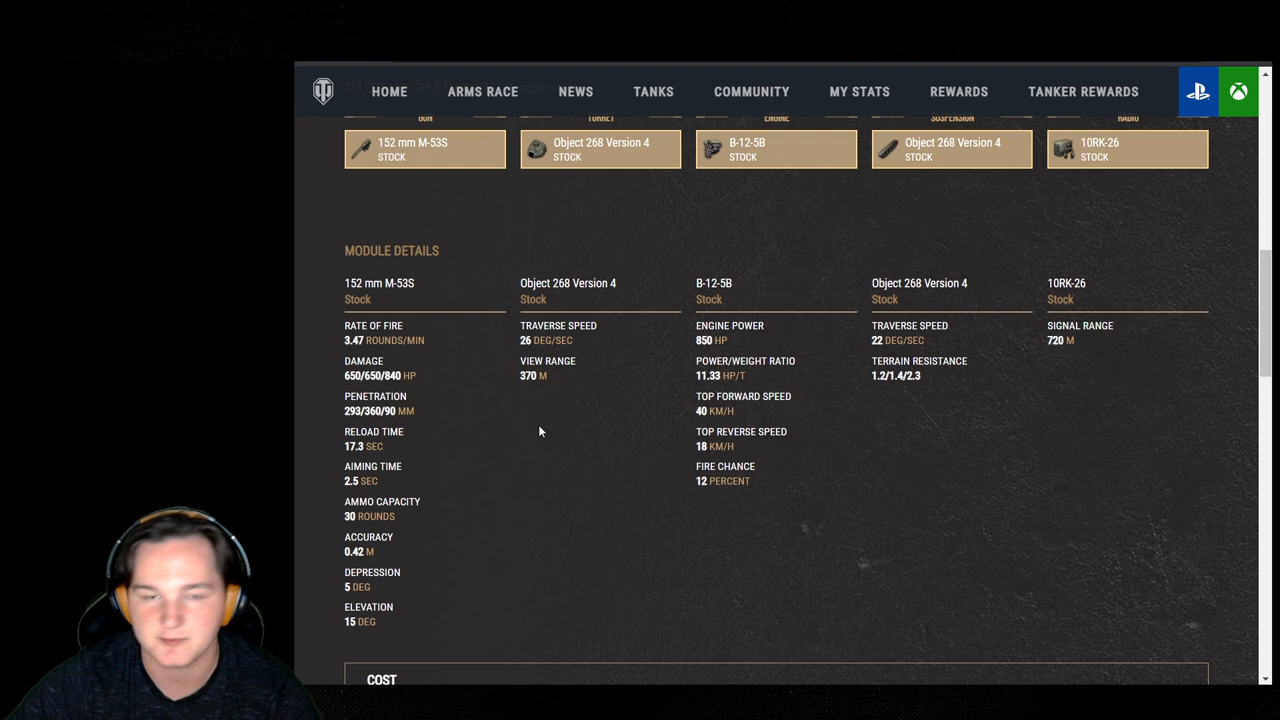 HOME ARMS RACE NEWS TANKS COMMUNITY MY STATS REWARDS TANKER REWARDS
GUN TURRET ENGINE SUSPENSION RADIO
152 mm M-53S Object 268 Version 4 B-12-5B Object 268 Version 4 10RK-26
STOCK STOCK STOCK STOCK STOCK
MODULE DETAILS
152 mm M-53S Object 268 Version 4 B-12-5B Object 268 Version 4 10RK-26
Stock Stock Stock Stock Stock
RATE OF FIRE TRAVERSE SPEED ENGINE POWER TRAVERSE SPEED SIGNAL RANGE
3.47 ROUNDS/MIN 26 DEG/SEC 850 HP 22 DEG/SEC 720 M
DAMAGE VIEW RANGE POWER/WEIGHT RATIO TERRAIN RESISTANCE
650/650/840 HP 370 M 11.33 HP/T 1.2/1.4/2.3
PENETRATION TOP FORWARD SPEED
293/360/90 MM 40 KM/H
RELOAD TIME TOP REVERSE SPEED
17.3 SEC 18 KM/H
AIMING TIME FIRE CHANCE
2.5 SEC 12 PERCENT
AMMO CAPACITY
30 ROUNDS
ACCURACY
0.42 M
DEPRESSION
5 DEG
ELEVATION
15 DEG
COST